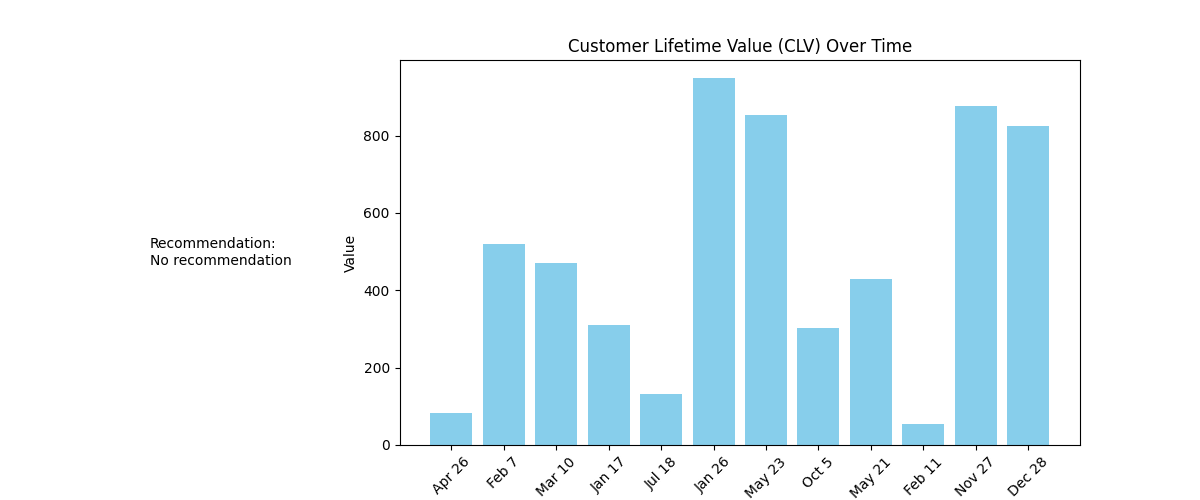 Customer Lifetime Value (CLV) Over Time
Recommendation:
No recommendation
Value
800
600
400
200
0
Apr 26
Feb 7
Mar 10
Jan 17
Jul 18
Jan 26
May 23
Oct 5
May 21
Feb 11
Nov 27
Dec 28